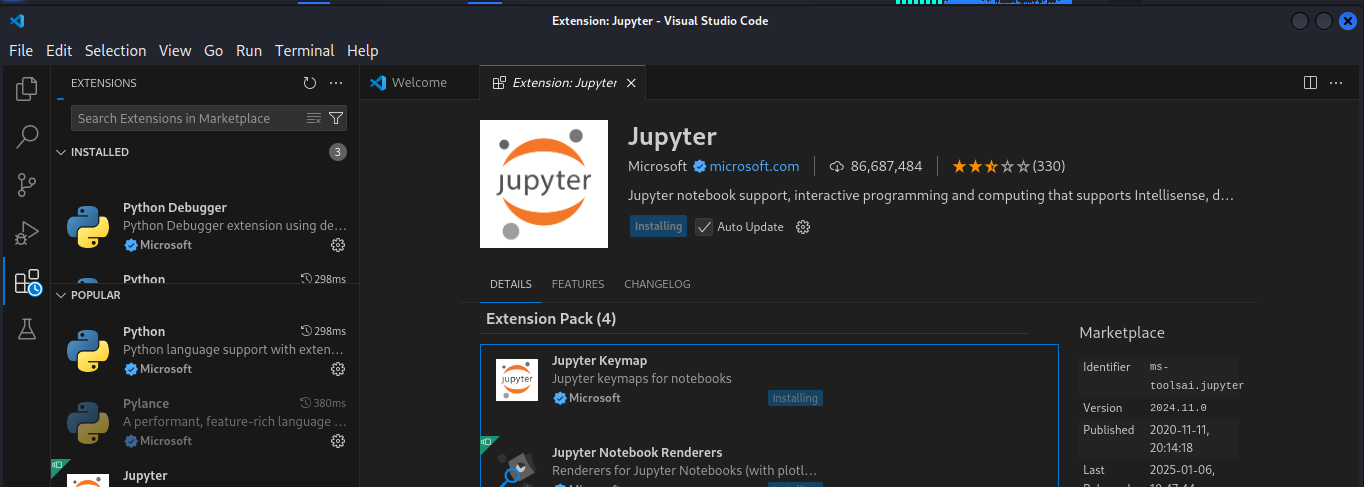 Extension: Jupyter - Visual Studio Code
File Edit Selection View Go Run Terminal Help
EXTENSIONS
Search Extensions in Marketplace
INSTALLED 3
Python Debugger
Python Debugger extension using de...
Microsoft
Python 298ms
POPULAR
Python 298ms
Python language support with exten...
Microsoft
Pylance 380ms
A performant, feature-rich language ...
Microsoft
Jupyter
Welcome
Extension: Jupyter
jupyter
Jupyter
Microsoft microsoft.com 86,687,484 (330)
Jupyter notebook support, interactive programming and computing that supports Intellisense, d...
Installing Auto Update
DETAILS FEATURES CHANGELOG
Extension Pack (4)
jupyter
Jupyter Keymap
Jupyter keymaps for notebooks
Microsoft Installing
Jupyter Notebook Renderers
Renderers for Jupyter Notebooks (with plotl...
Microsoft Installing
Marketplace
Identifier ms-
toolsai.jupyter
Version 2024.11.0
Published 2020-11-11,
20:14:18
Last 2025-01-06,